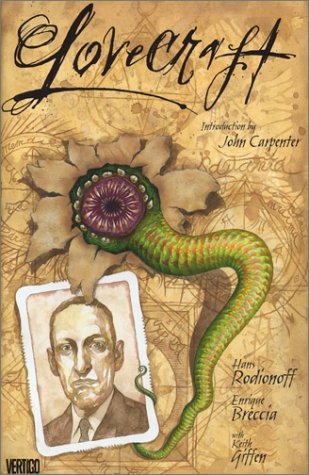 Lovecraft
Introduction by
John Carpenter
Hans
Rodionoff
Enrique
Breccia
with
Keith
Giffen
VERTIGO